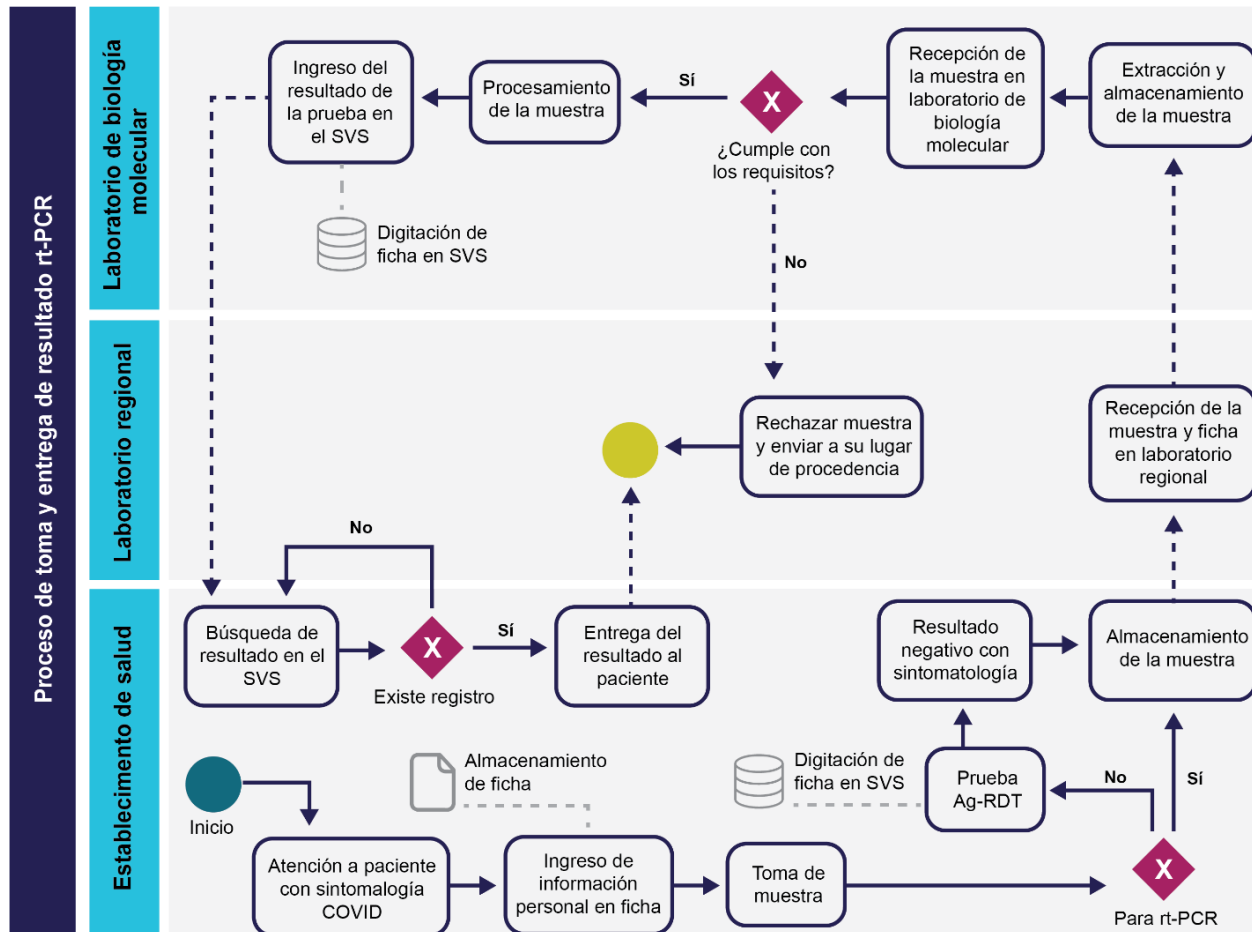 Proceso de toma y entrega de resultado rt-PCR
Laboratorio de biología
molecular
Ingreso del
resultado de
la prueba en
el SVS
Procesamiento
de la muestra
Sí
X
¿Cumple con
los requisitos?
Recepción de
la muestra en
laboratorio de
biología
molecular
Extracción y
almacenamiento
de la muestra
Digitación de
ficha en SVS
No
Laboratorio regional
Rechazar muestra
y enviar a su lugar
de procedencia
Recepción de la
muestra y ficha
en laboratorio
regional
No
Establecimento de salud
Búsqueda de
resultado en el
SVS
X
Existe registro
Sí
Entrega del
resultado al
paciente
Resultado
negativo con
sintomatología
Almacenamiento
de la muestra
Inicio
Almacenamiento
de ficha
Digitación de
ficha en SVS
Prueba
Ag-RDT
No
Sí
Atención a paciente
con sintomalogía
COVID
Ingreso de
información
personal en ficha
Toma de
muestra
X
Para rt-PCR